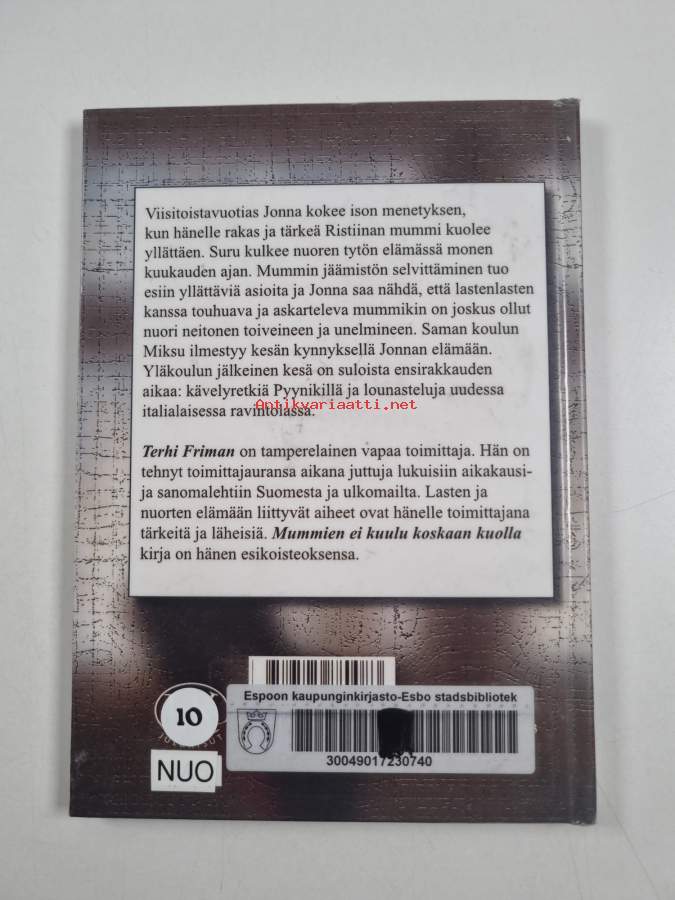 Viisitoistavuotias Jonna kokee ison menetyksen,
kun hänelle rakas ja tärkeä Ristiinan mummi kuolee
yllättäen. Suru kulkee nuoren tytön elämässä monen
kuukauden ajan. Mummin jäämistön selvittäminen tuo
esiin yllättäviä asioita ja Jonna saa nähdä, että lastenlasten
kanssa touhuava ja askarteleva mummikin on joskus ollut
nuori neitonen toiveineen ja unelmineen. Saman koulun
Miksu ilmestyy kesän kynnyksellä Jonnan elämään.
Yläkoulun jälkeinen kesä on suloista ensirakkauden
aikaa: kävelyretkiä Pyynikillä ja lounasteluja uudessa
Antikvariaatti.net
italialaisessa ravintolassa.
Terhi Friman on tamperelainen vapaa toimittaja. Hän on
tehnyt toimittajauransa aikana juttuja lukuisiin aikakausi-
ja sanomalehtiin Suomesta ja ulkomailta. Lasten ja
nuorten elämään liittyvät aiheet ovat hänelle toimittajana
tärkeitä ja läheisiä. Mummien ei kuulu koskaan kuolla
kirja on hänen esikoisteoksensa.
Espoon kaupunginkirjasto-Esbo stadsbibliotek
30049017230740
10
NUO